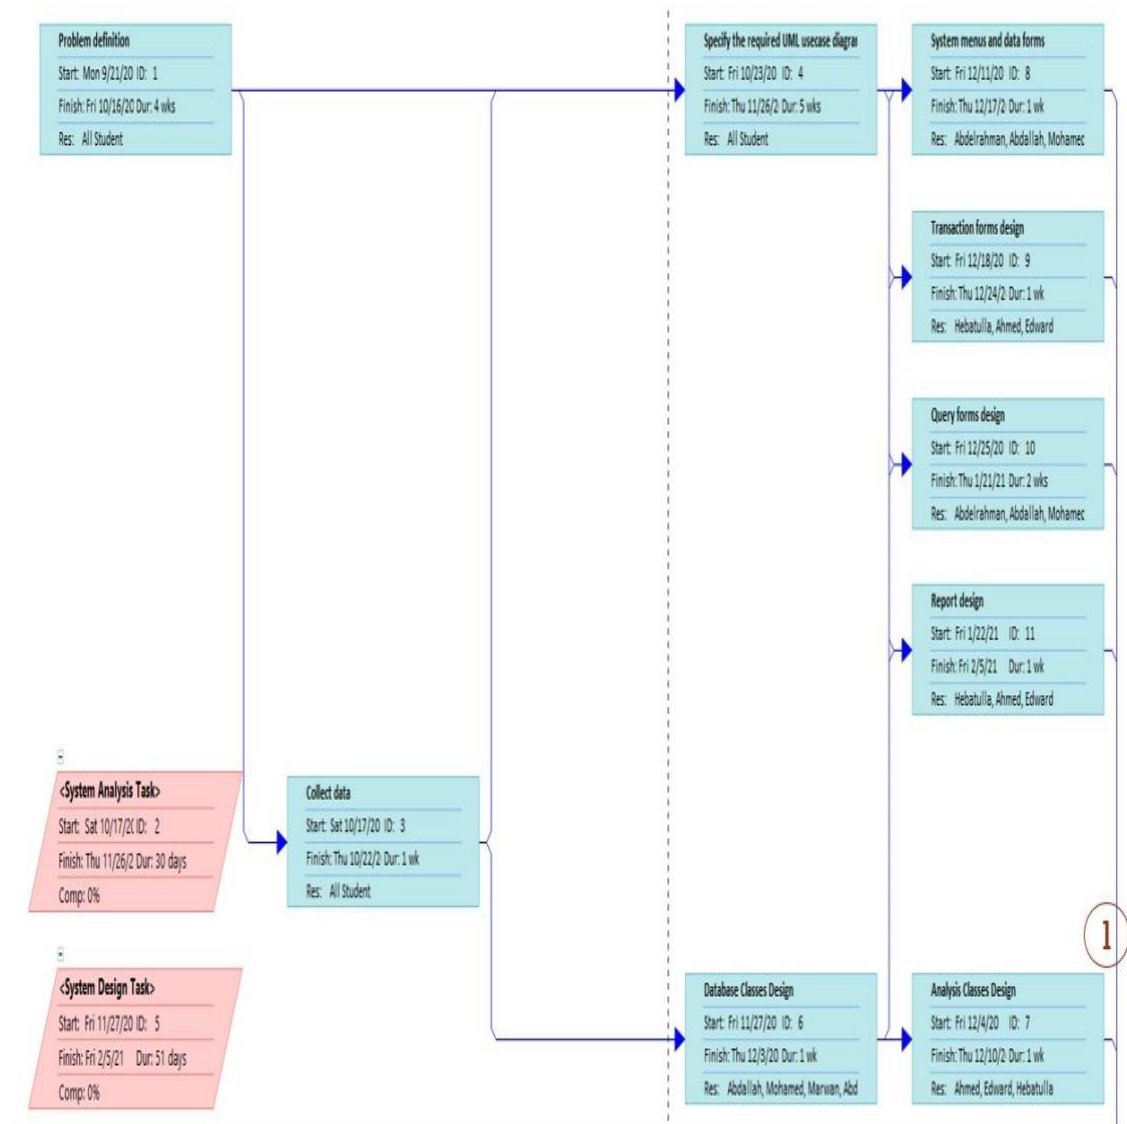 Problem definition
Start: Mon 9/21/20 ID: 1
Finish: Fri 10/16/20 Dur: 4 wks
Res: All Student
Specify the required UML usecase diagrar
Start: Fri 10/23/20 ID: 4
Finish: Thu 11/26/2 Dur: 5 wks
Res: All Student
System menus and data forms
Start: Fri 12/11/20 ID: 8
Finish: Thu 12/17/2 Dur: 1 wk
Res: Abdelrahman, Abdallah, Mohamec
Transaction forms design
Start: Fri 12/18/20 ID: 9
Finish: Thu 12/24/2 Dur: 1 wk
Res: Hebatulla, Ahmed, Edward
Query forms design
Start: Fri 12/25/20 ID: 10
Finish: Thu 1/21/21 Dur: 2 wks
Res: Abdelrahman, Abdallah, Mohamec
Report design
Start: Fri 1/22/21 ID: 11
Finish: Fri 2/5/21 Dur: 1 wk
Res: Hebatulla, Ahmed, Edward
<System Analysis Task>
Start: Sat 10/17/2( ID: 2
Finish: Thu 11/26/2 Dur: 30 days
Comp: 0%
Collect data
Start: Sat 10/17/20 ID: 3
Finish: Thu 10/22/2 Dur: 1 wk
Res: All Student
1
<System Design Task>
Start: Fri 11/27/20 ID: 5
Finish: Fri 2/5/21 Dur: 51 days
Comp: 0%
Database Classes Design
Start: Fri 11/27/20 ID: 6
Finish: Thu 12/3/20 Dur: 1 wk
Res: Abdallah, Mohamed, Marwan, Abd
Analysis Classes Design
Start: Fri 12/4/20 ID: 7
Finish: Thu 12/10/2 Dur: 1 wk
Res: Ahmed, Edward, Hebatulla